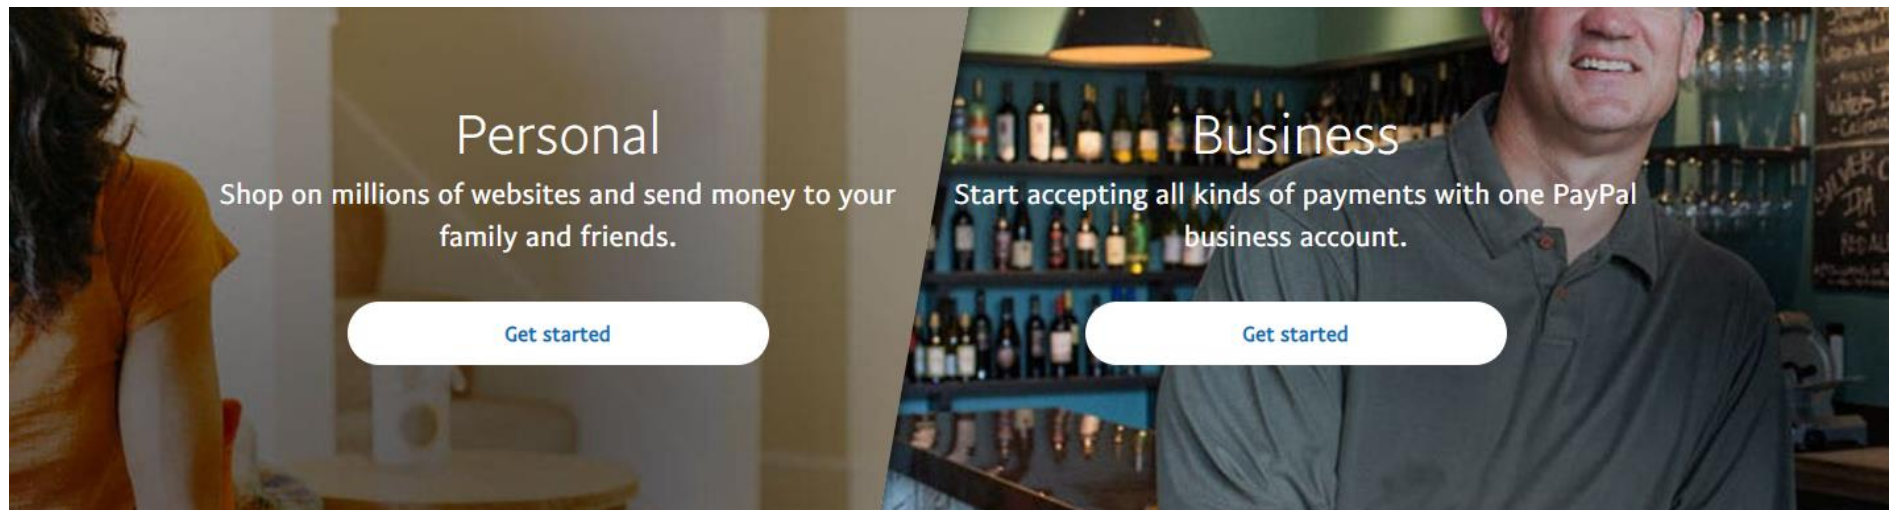 Personal
Shop on millions of websites and send money to your
family and friends.
Get started
Business
Start accepting all kinds of payments with one PayPal
business account.
Get started